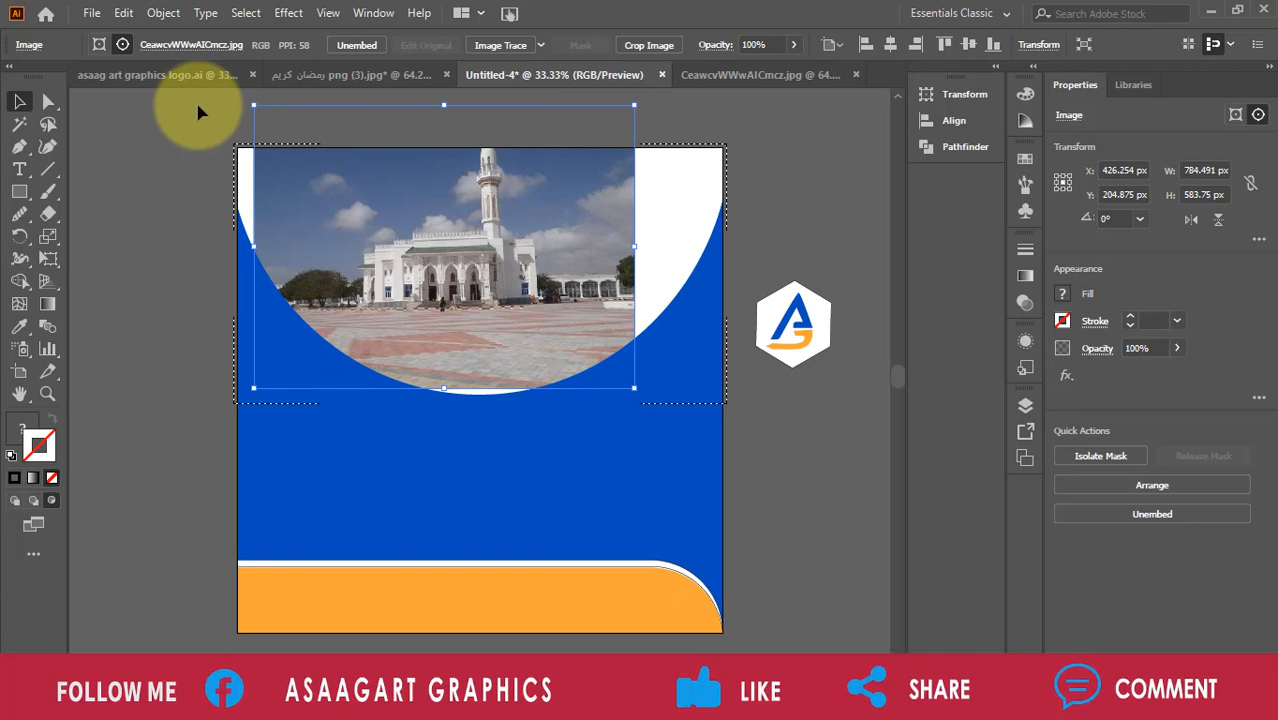 Ai File Edit Object Type Select Effect View Window Help Essentials Classic Search Adobe Stock
Image CeawcvWWwAICmcz.jpg RGB PPI: 58 Unembed Edit Original Image Trace Mask Crop Image Opacity: 100% Transform
asaag art graphics logo.ai @ 33... رمضان كريم png (3).jpg* @ 64.2... Untitled-4* @ 33.33% (RGB/Preview) CeawcvWWwAICmcz.jpg @ 64....
Transform
Align
Pathfinder
Properties Libraries
Image
Transform
X: 426.254 px W: 784.491 px
Y: 204.875 px H: 583.75 px
0°
Appearance
? Fill
Stroke
Opacity 100%
fx.
Quick Actions
Isolate Mask Release Mask
Arrange
Unembed
?
FOLLOW ME ASAAGART GRAPHICS LIKE SHARE COMMENT